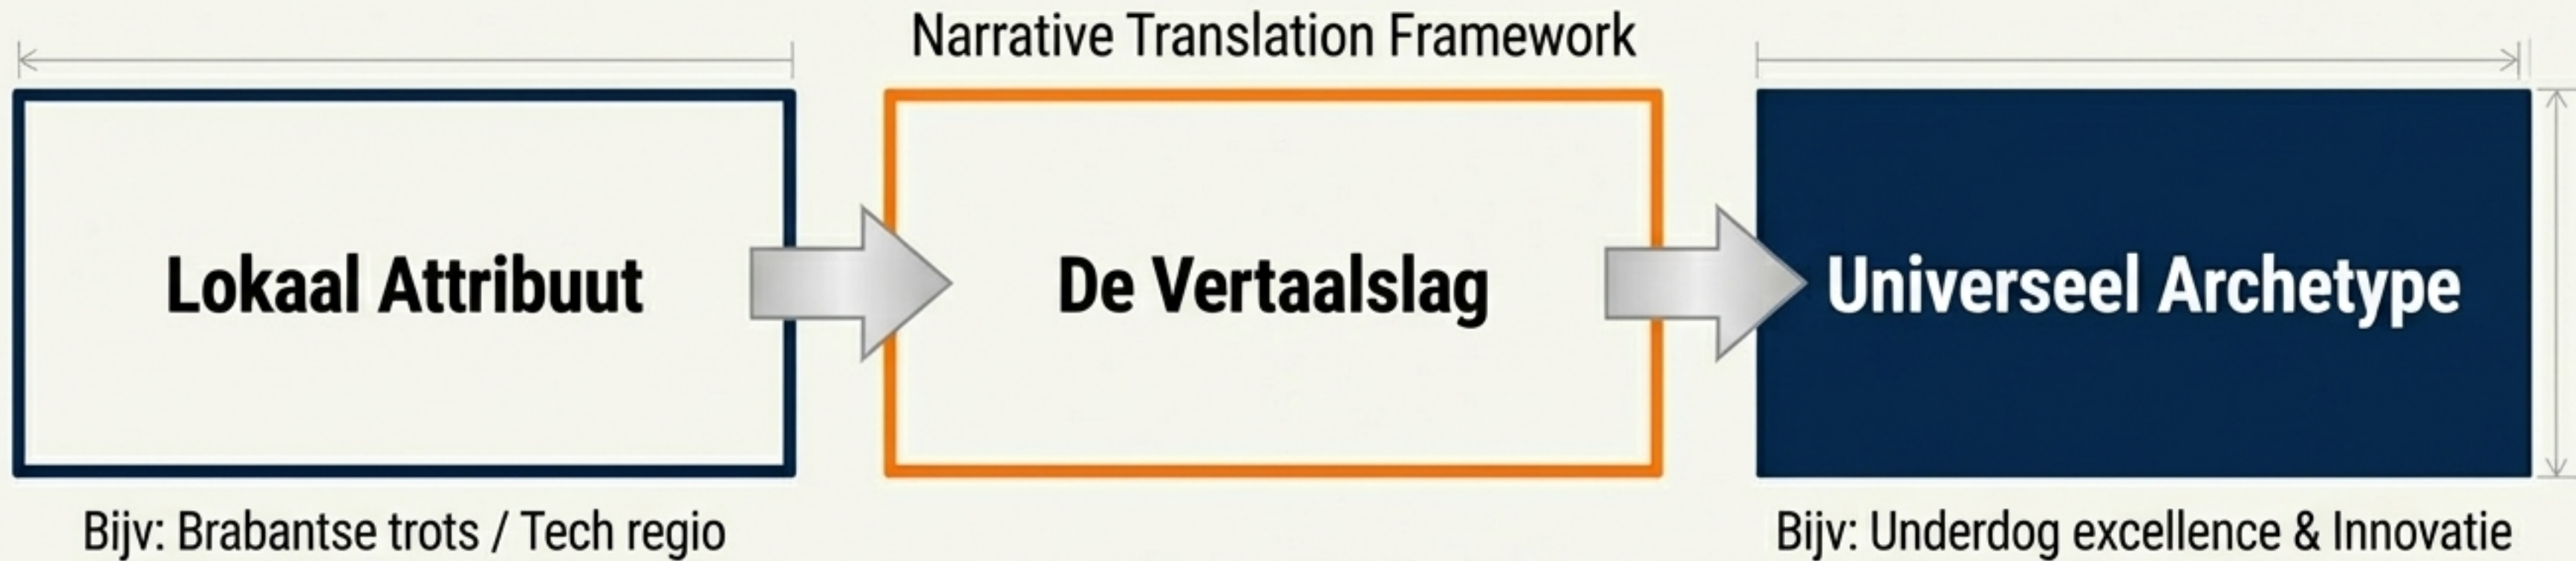 Narrative Translation Framework
Lokaal Attribuut
De Vertaalslag
Universeel Archetype
Bijv: Brabantse trots / Tech regio
Bijv: Underdog excellence & Innovatie